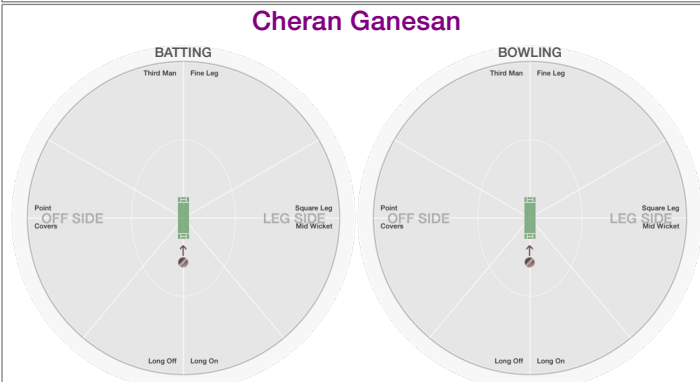 Cheran Ganesan
BATTING
BOWLING
Third Man Fine Leg
Third Man Fine Leg
Point
OFF SIDE
Covers
Square Leg
LEG SIDE
Mid Wicket
Point
OFF SIDE
Covers
Square Leg
LEG SIDE
Mid Wicket
Long Off Long On
Long Off Long On